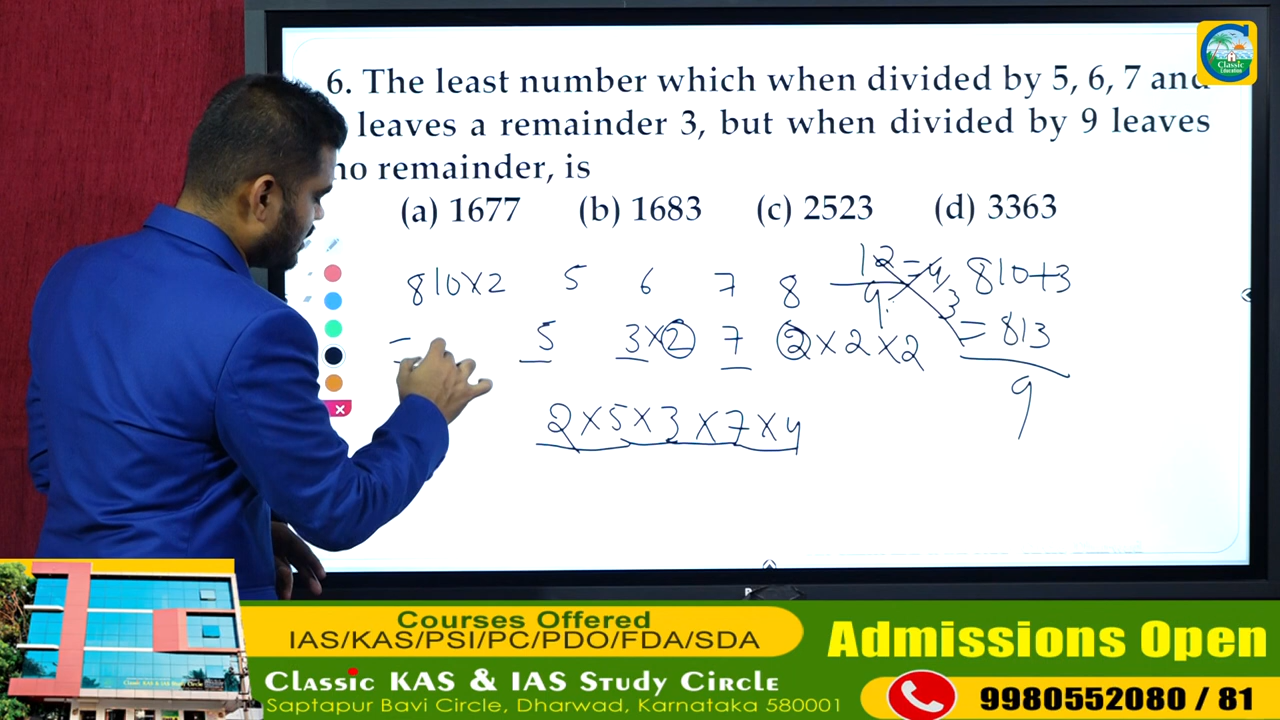 6. The least number which when divided by 5, 6, 7 and
leaves a remainder 3, but when divided by 9 leaves
no remainder, is
(a) 1677 (b) 1683 (c) 2523 (d) 3363
810×2 5 6 7 8 12 = 4/3 810+3
9
= 5 3×2 7 2×2×2 = 813
9
2×5×3×7×4
Classic
Education
Courses Offered
IAS/KAS/PSI/PC/PDO/FDA/SDA
Admissions Open
Classic KAS & IAS Study Circle
Saptapur Bavi Circle, Dharwad, Karnataka 580001
9980552080 / 81